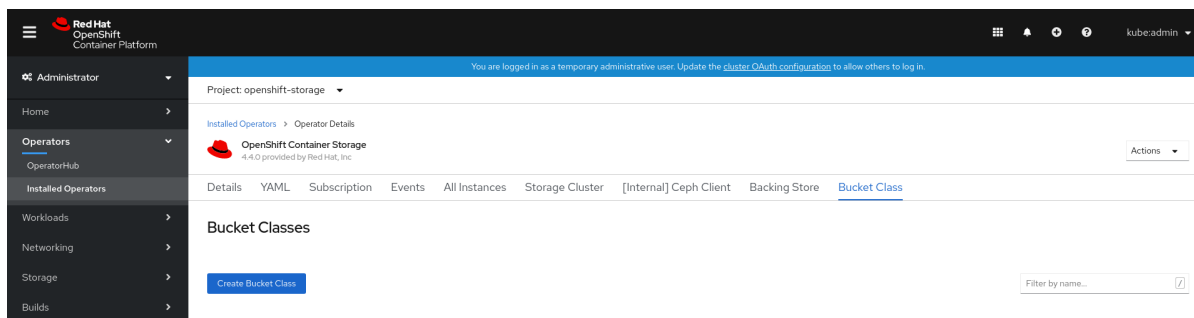 Red Hat
OpenShift
Container Platform
kube:admin
Administrator
You are logged in as a temporary administrative user. Update the cluster OAuth configuration to allow others to log in.
Project: openshift-storage
Home
Operators
OperatorHub
Installed Operators
Workloads
Networking
Storage
Builds
Installed Operators > Operator Details
OpenShift Container Storage
4.4.0 provided by Red Hat, Inc
Actions
Details YAML Subscription Events All Instances Storage Cluster [Internal] Ceph Client Backing Store Bucket Class
Bucket Classes
Create Bucket Class
Filter by name... /